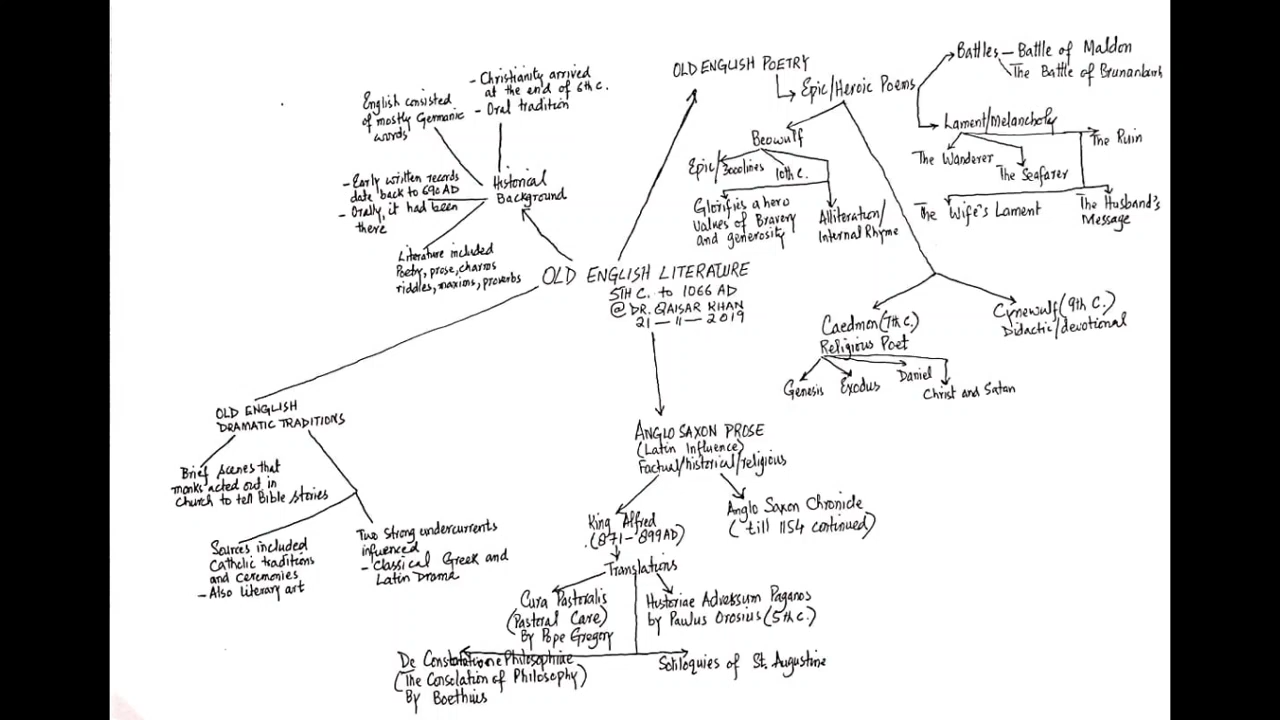 OLD ENGLISH POETRY
Epic/Heroic Poems
Battles – Battle of Maldon
The Battle of Brunanburh
Lament/Melancholy
The Ruin
The Wanderer
The Seafarer
The Wife's Lament
The Husband's
Message
Beowulf
Epic/3000lines
10th C.
Glorifies a hero
values of Bravery
and generosity
Alliteration/
Internal Rhyme
Caedmon (7th C.)
Religious Poet
Genesis
Exodus
Daniel
Christ and Satan
Cynewulf (9th C.)
Didactic/devotional
- Christianity arrived
at the end of 6th C.
- Oral tradition
English consisted
of mostly Germanic
words
- Early written records
date back to 690 AD
- Orally, it had been
there
Historical
Background
Literature included
Poetry, prose, charms
riddles, maxims, proverbs
OLD ENGLISH LITERATURE
5TH C. to 1066 AD
@ DR. QAISAR KHAN
21-11-2019
OLD ENGLISH
DRAMATIC TRADITIONS
Brief scenes that
monks acted out in
Church to tell Bible stories
Sources included
Catholic traditions
and ceremonies
- Also literary art
Two strong undercurrents
influenced
- Classical Greek and
Latin Drama
ANGLO SAXON PROSE
(Latin Influence)
Factual/historical/religious
King Alfred
(871-899AD)
Anglo Saxon Chronicle
(till 1154 continued)
Translations
Cura Pastoralis
(Pastoral Care)
By Pope Gregory
Historiae Adversum Paganos
by Paulus Orosius (5th C.)
De Constolatione Philosophiae
(The Consolation of Philosophy)
By Boethius
Soliloquies of St. Augustine